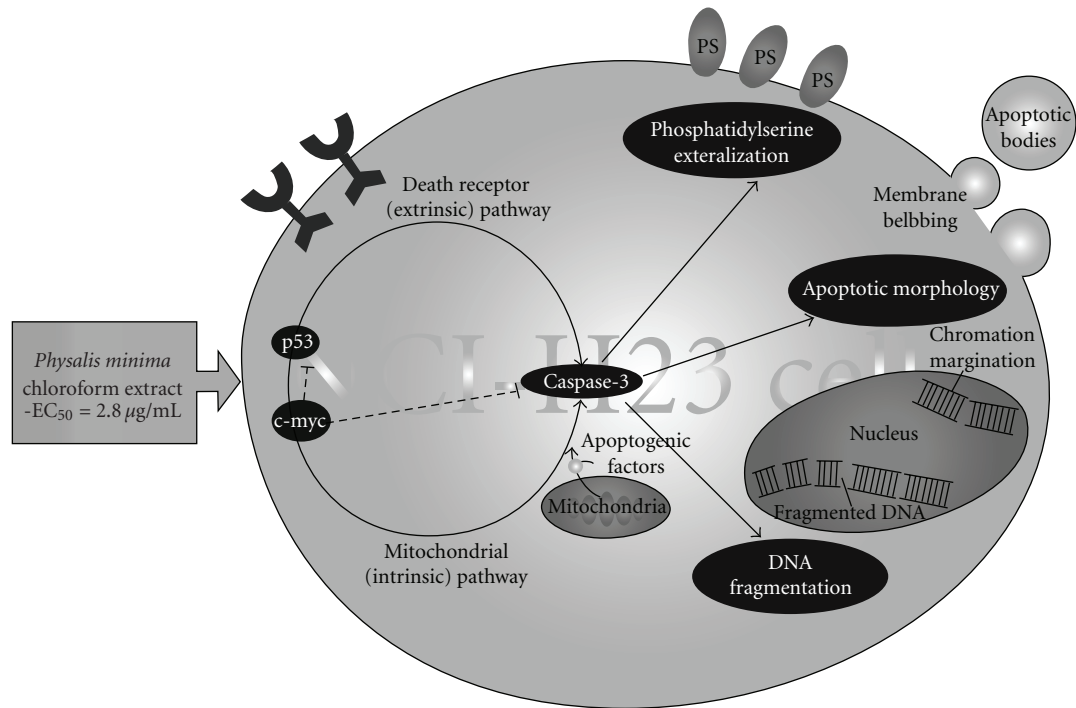 PS
PS
PS
Phosphatidylserine
exteralization
Apoptotic
bodies
Membrane
belbbing
Death receptor
(extrinsic) pathway
Apoptotic morphology
Physalis minima
chloroform extract
-EC50 = 2.8 µg/mL
p53
c-myc
CI-H23 cell
Caspase-3
Chromation
margination
Nucleus
Fragmented DNA
Apoptogenic
factors
Mitochondria
Mitochondrial
(intrinsic) pathway
DNA
fragmentation